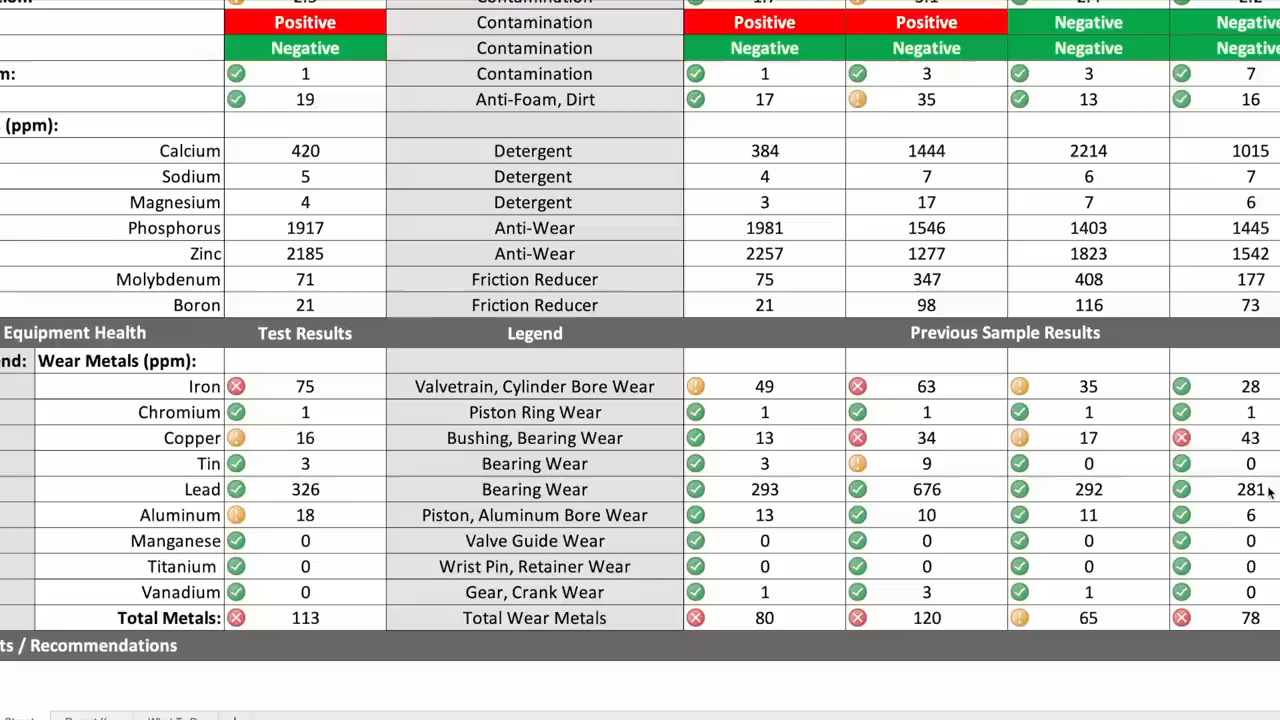 Positive Contamination Positive Positive Negative
Negative Contamination Negative Negative Negative
1 Contamination 1 3 3 7
19 Anti-Foam, Dirt 17 35 13 16
(ppm):
Calcium 420 Detergent 384 1444 2214 1015
Sodium 5 Detergent 4 7 6 7
Magnesium 4 Detergent 3 17 7 6
Phosphorus 1917 Anti-Wear 1981 1546 1403 1445
Zinc 2185 Anti-Wear 2257 1277 1823 1542
Molybdenum 71 Friction Reducer 75 347 408 177
Boron 21 Friction Reducer 21 98 116 73
Equipment Health Test Results Legend Previous Sample Results
Wear Metals (ppm):
Iron 75 Valvetrain, Cylinder Bore Wear 49 63 35 28
Chromium 1 Piston Ring Wear 1 1 1 1
Copper 16 Bushing, Bearing Wear 13 34 17 43
Tin 3 Bearing Wear 3 9 0 0
Lead 326 Bearing Wear 293 676 292 281
Aluminum 18 Piston, Aluminum Bore Wear 13 10 11 6
Manganese 0 Valve Guide Wear 0 0 0 0
Titanium 0 Wrist Pin, Retainer Wear 0 0 0 0
Vanadium 0 Gear, Crank Wear 1 3 1 0
Total Metals: 113 Total Wear Metals 80 120 65 78
/ Recommendations